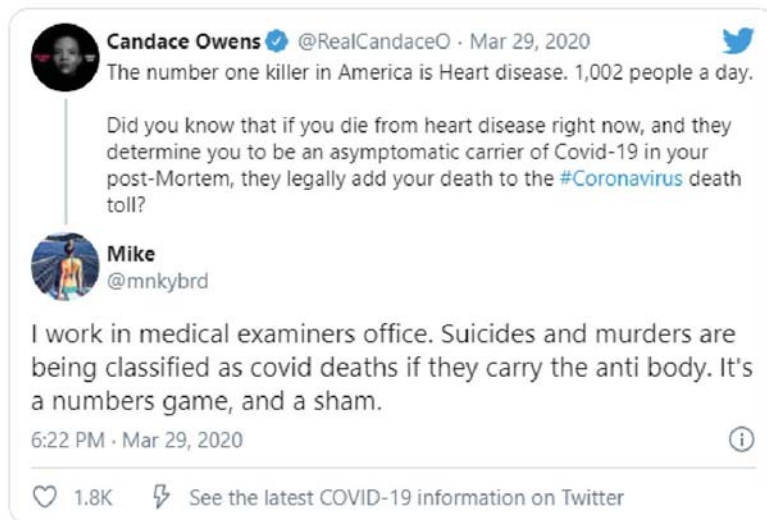 Candace Owens @RealCandaceO · Mar 29, 2020
The number one killer in America is Heart disease. 1,002 people a day.
Did you know that if you die from heart disease right now, and they
determine you to be an asymptomatic carrier of Covid-19 in your
post-Mortem, they legally add your death to the #Coronavirus death
toll?
Mike
@mnkybrd
I work in medical examiners office. Suicides and murders are
being classified as covid deaths if they carry the anti body. It's
a numbers game, and a sham.
6:22 PM · Mar 29, 2020
1.8K See the latest COVID-19 information on Twitter